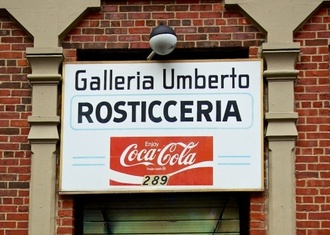 Galleria Umberto
ROSTICCERIA
Enjoy
Coca-Cola
289